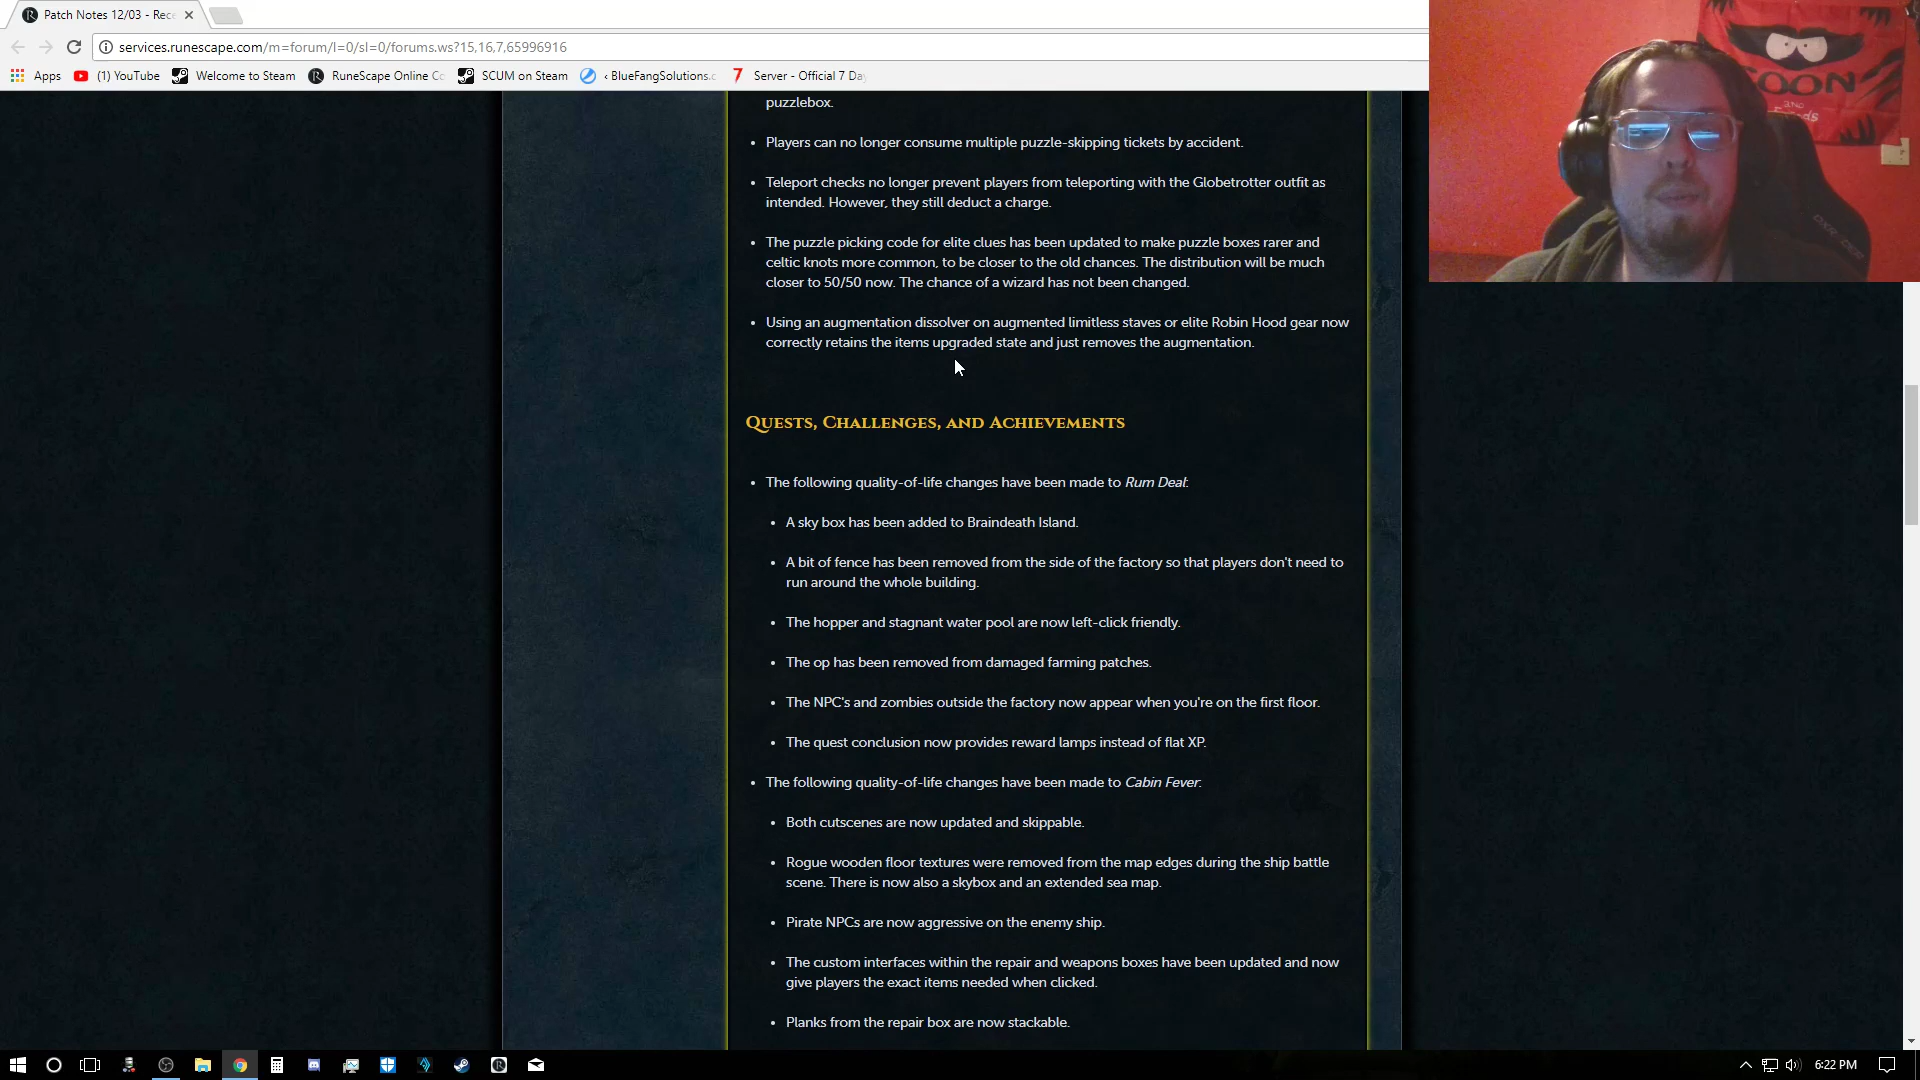 Patch Notes 12/03 - Rece
services.runescape.com/m=forum/l=0/sl=0/forums.ws?15,16,7,65996916
Apps
(1) YouTube
Welcome to Steam
RuneScape Online Co
SCUM on Steam
‹ BlueFangSolutions.c
Server - Official 7 Day
TOON
AND
puzzlebox.
• Players can no longer consume multiple puzzle-skipping tickets by accident.
• Teleport checks no longer prevent players from teleporting with the Globetrotter outfit as
intended. However, they still deduct a charge.
• The puzzle picking code for elite clues has been updated to make puzzle boxes rarer and
celtic knots more common, to be closer to the old chances. The distribution will be much
closer to 50/50 now. The chance of a wizard has not been changed.
• Using an augmentation dissolver on augmented limitless staves or elite Robin Hood gear now
correctly retains the items upgraded state and just removes the augmentation.
Quests, Challenges, and Achievements
• The following quality-of-life changes have been made to Rum Deal:
• A sky box has been added to Braindeath Island.
• A bit of fence has been removed from the side of the factory so that players don't need to
run around the whole building.
• The hopper and stagnant water pool are now left-click friendly.
• The op has been removed from damaged farming patches.
• The NPC's and zombies outside the factory now appear when you're on the first floor.
• The quest conclusion now provides reward lamps instead of flat XP.
• The following quality-of-life changes have been made to Cabin Fever:
• Both cutscenes are now updated and skippable.
• Rogue wooden floor textures were removed from the map edges during the ship battle
scene. There is now also a skybox and an extended sea map.
• Pirate NPCs are now aggressive on the enemy ship.
• The custom interfaces within the repair and weapons boxes have been updated and now
give players the exact items needed when clicked.
• Planks from the repair box are now stackable.
6:22 PM